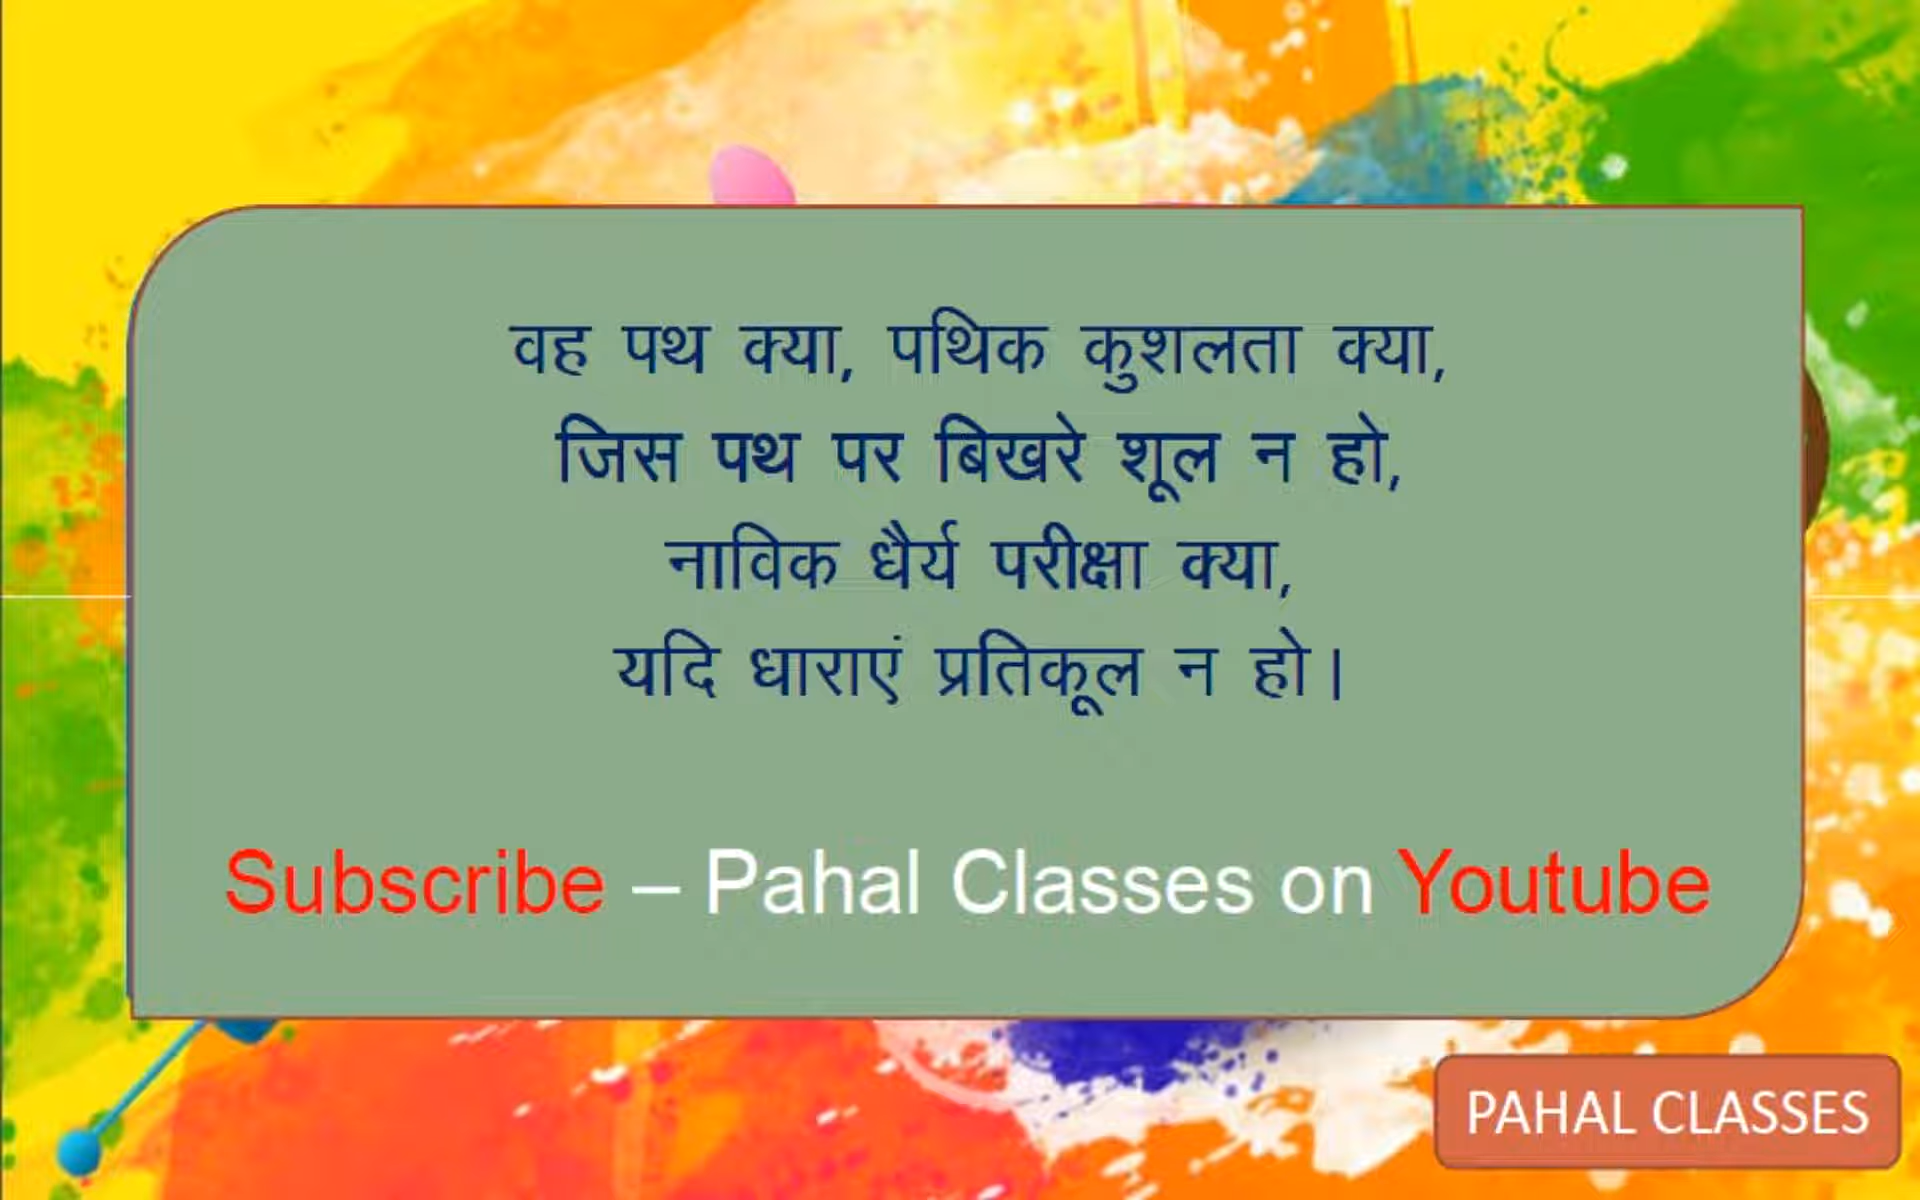 वह पथ क्या, पथिक कुशलता क्या,
जिस पथ पर बिखरे शूल न हो,
नाविक धैर्य परीक्षा क्या,
यदि धाराएं प्रतिकूल न हो।
Subscribe – Pahal Classes on Youtube
PAHAL CLASSES